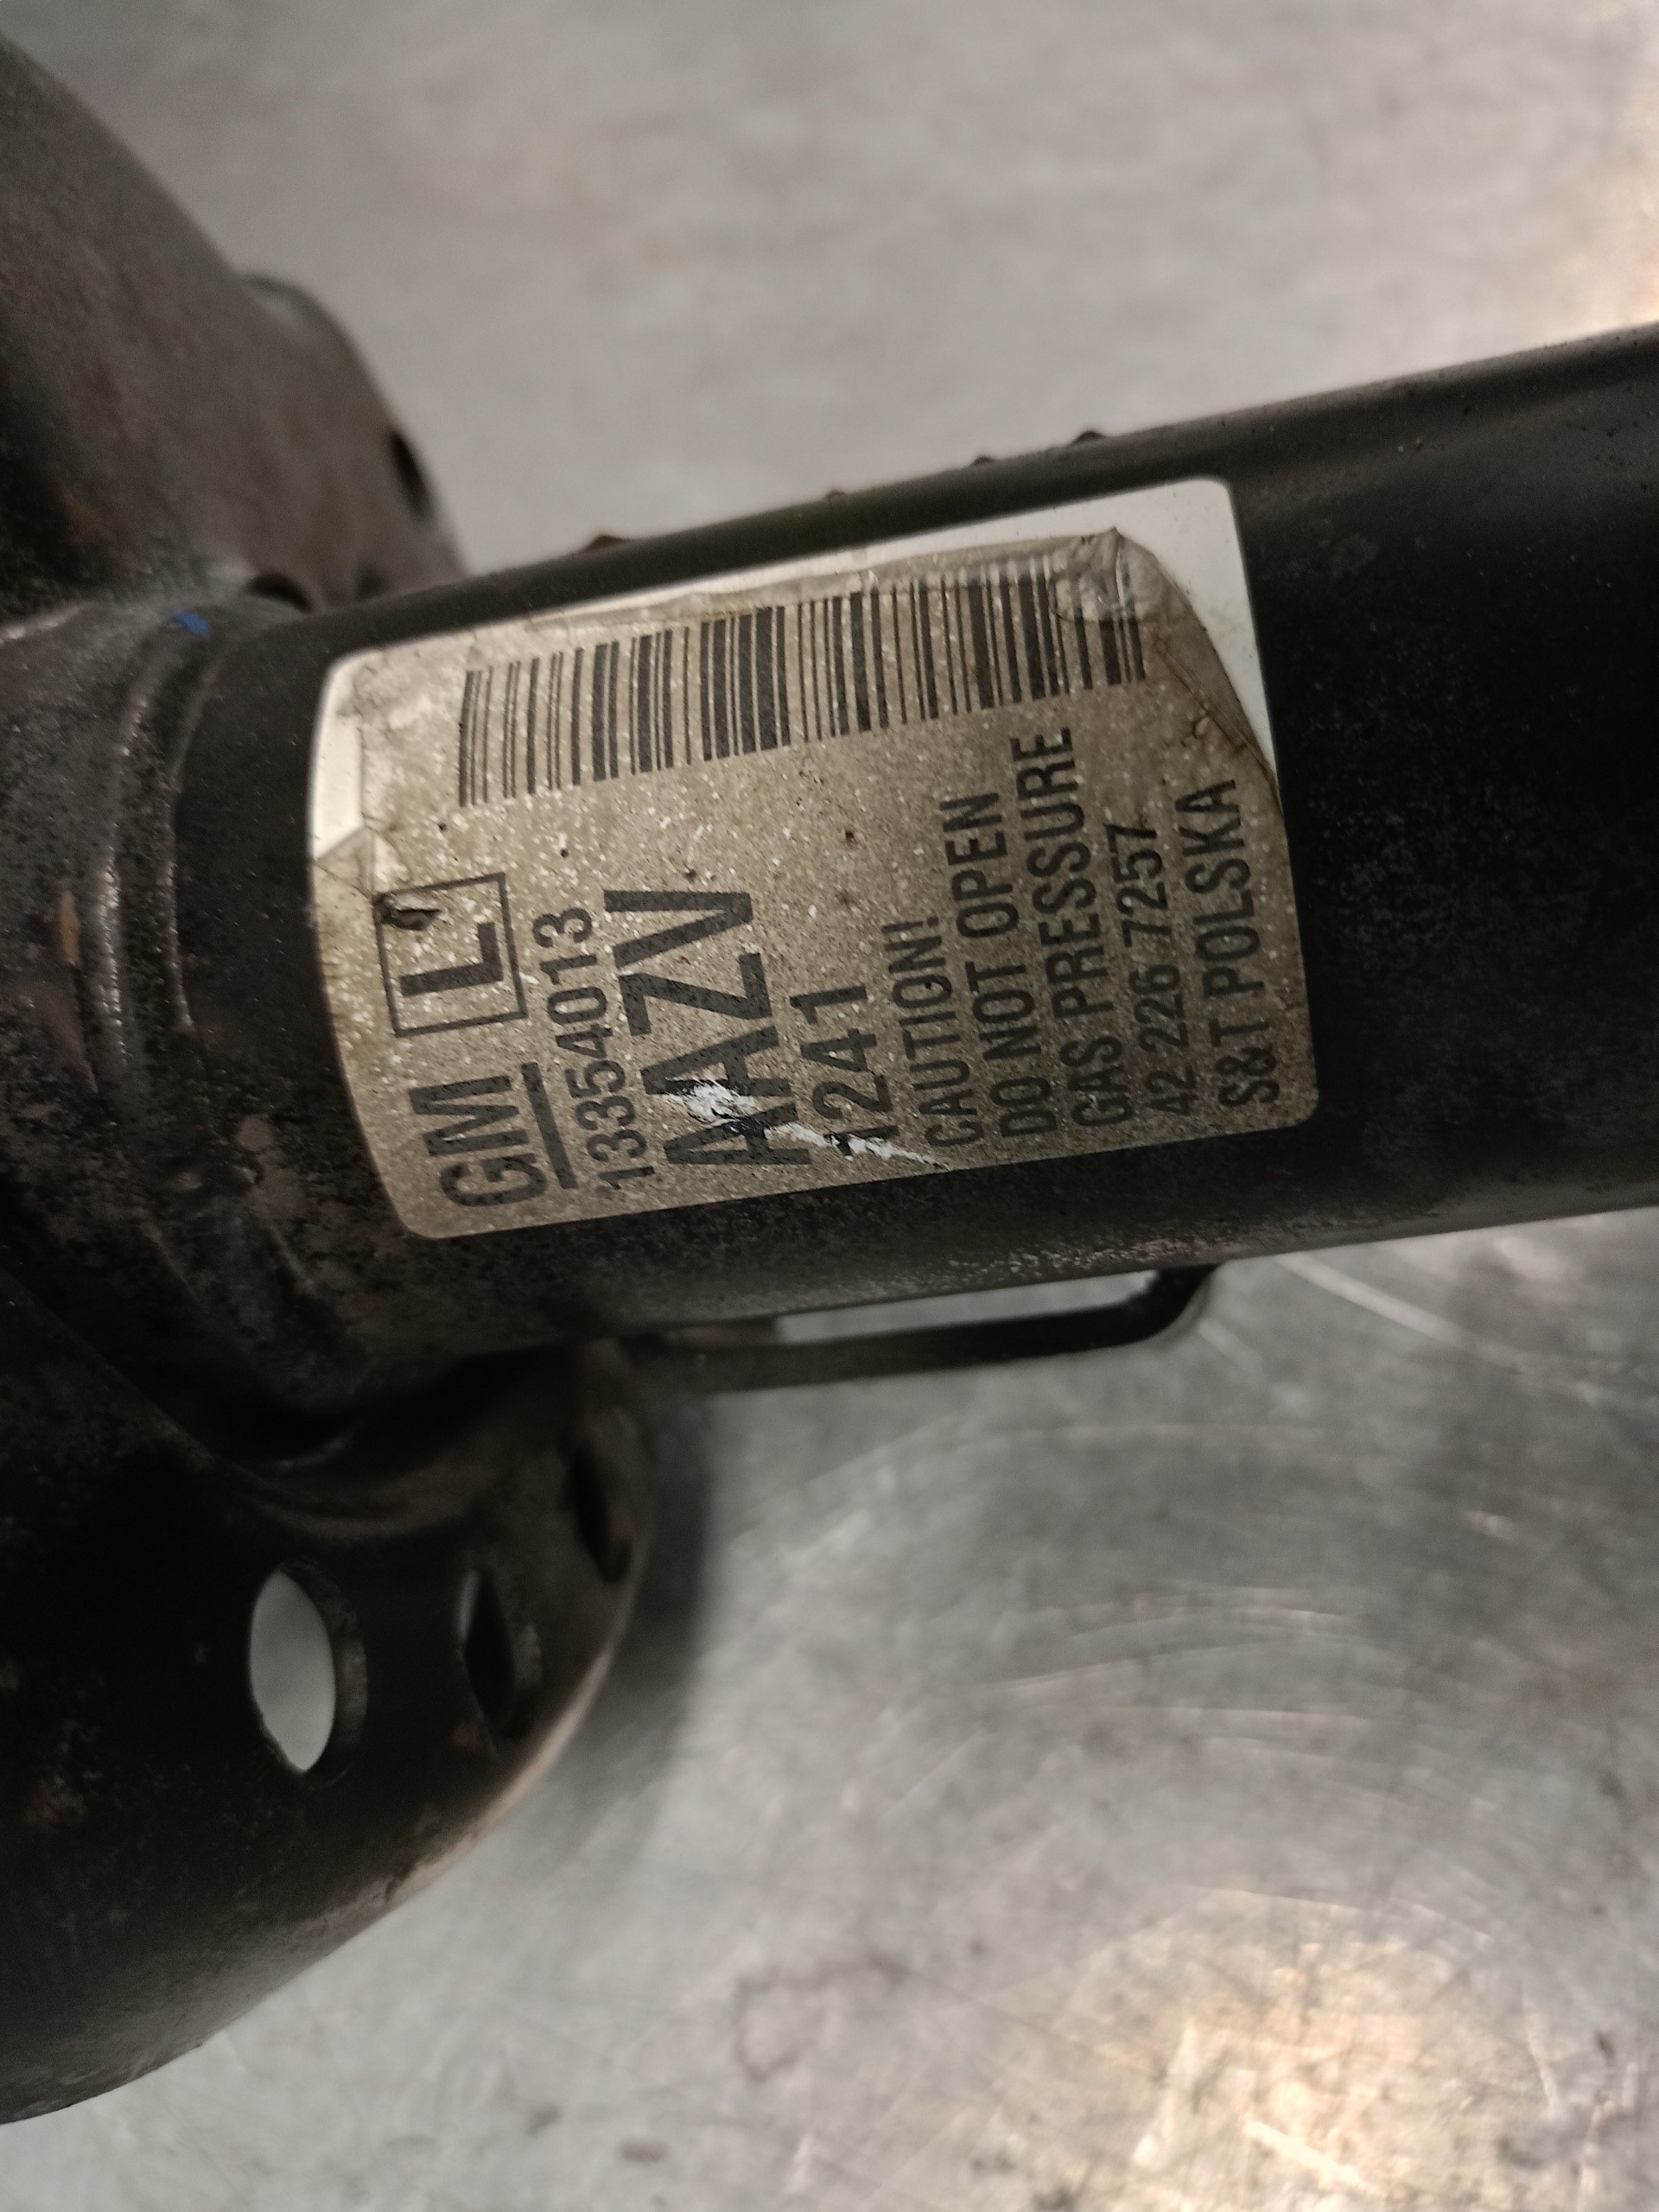 GM L
13354013
AAZV
1241
CAUTION!
DO NOT OPEN
GAS PRESSURE
42 226 7257
S&T POLSKA